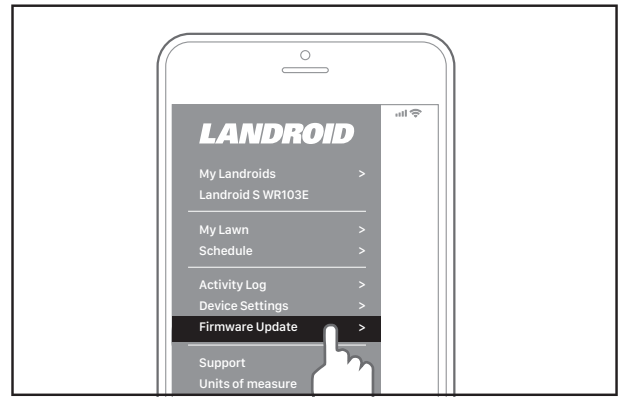 LANDROID
My Landroids >
Landroid S WR103E
My Lawn >
Schedule >
Activity Log >
Device Settings >
Firmware Update >
Support
Units of measure